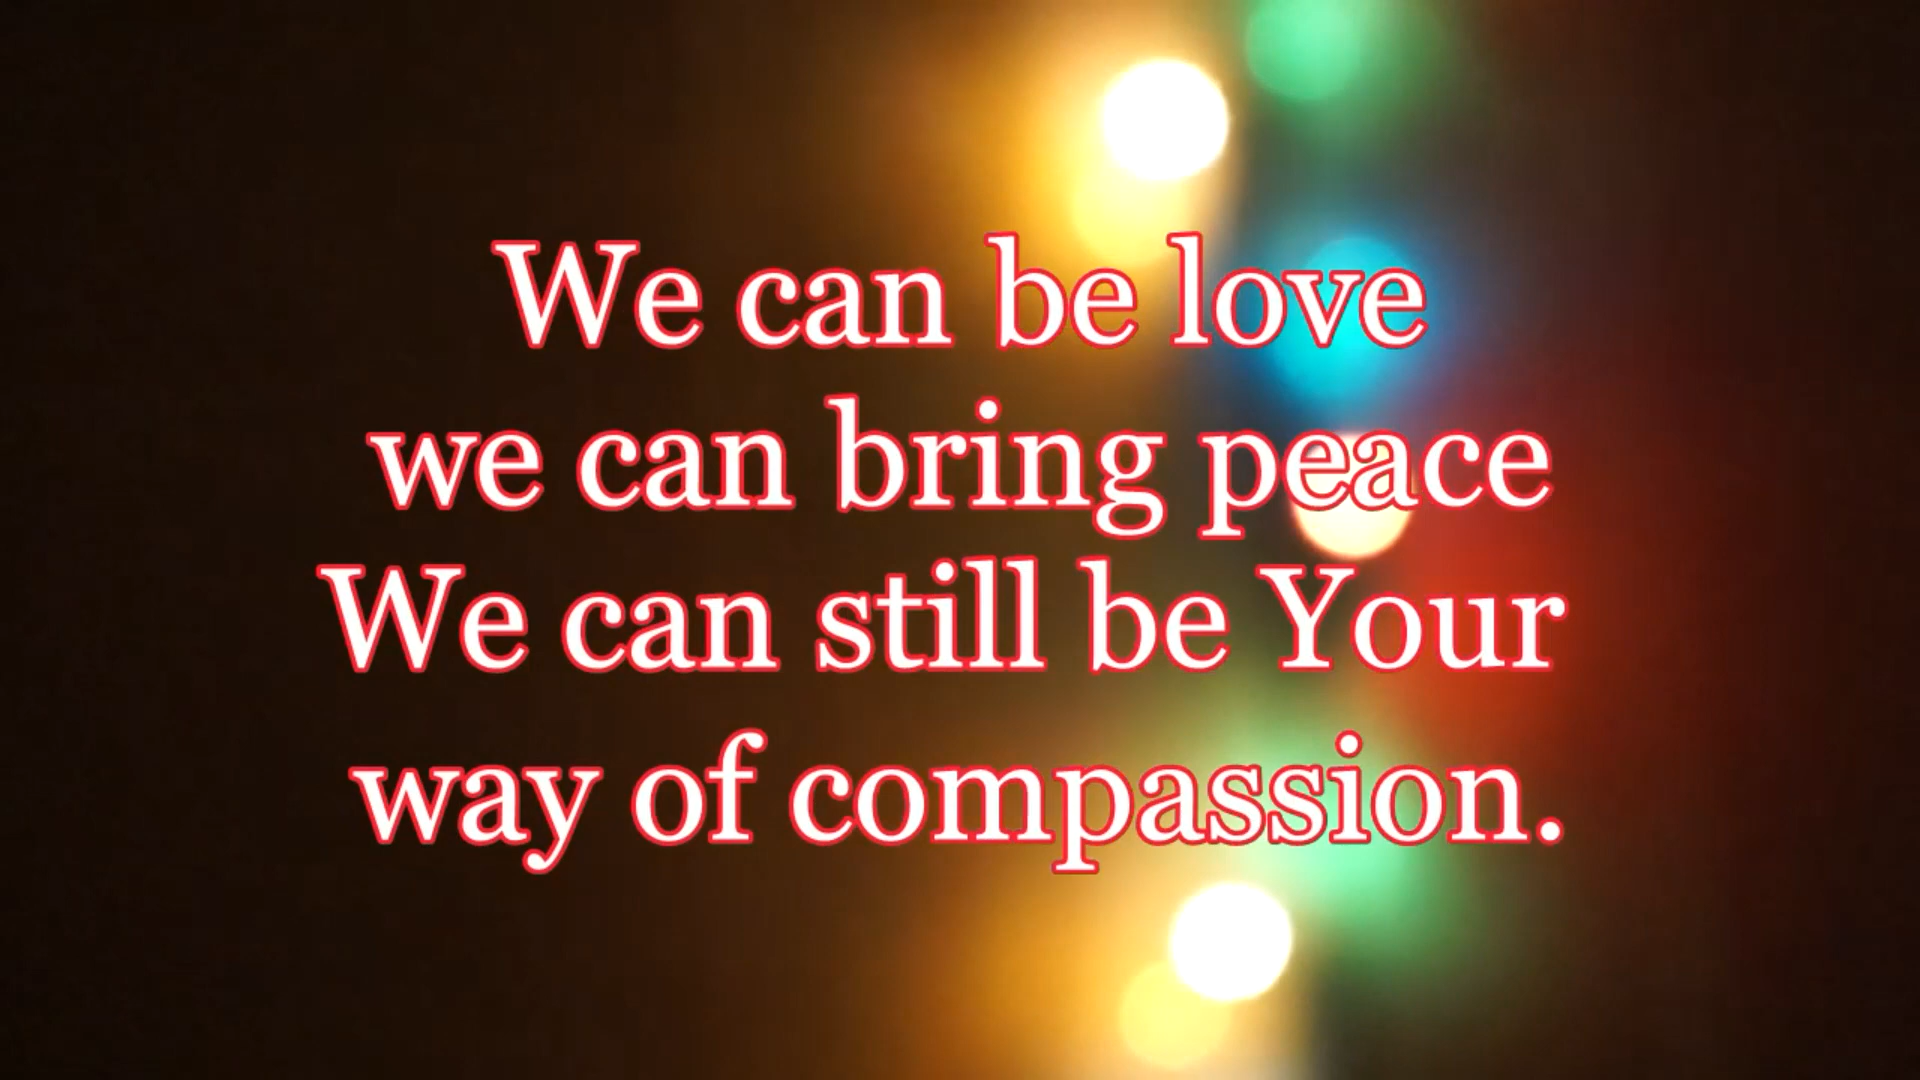 We can be love
we can bring peace
We can still be Your
way of compassion.